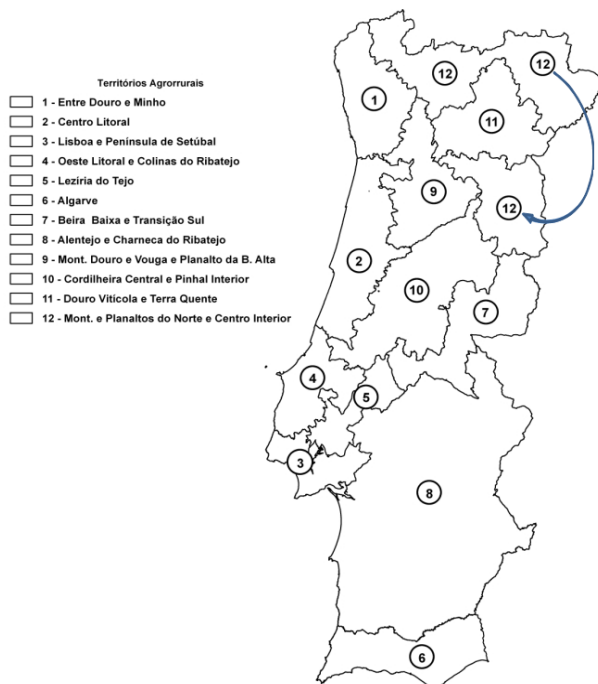 Territórios Agrorrurais
1 - Entre Douro e Minho
2 - Centro Litoral
3 - Lisboa e Península de Setúbal
4 - Oeste Litoral e Colinas do Ribatejo
5 - Lezíria do Tejo
6 - Algarve
7 - Beira Baixa e Transição Sul
8 - Alentejo e Charneca do Ribatejo
9 - Mont. Douro e Vouga e Planalto da B. Alta
10 - Cordilheira Central e Pinhal Interior
11 - Douro Vitícola e Terra Quente
12 - Mont. e Planaltos do Norte e Centro Interior
12
12
1
11
9
12
2
10
7
4
5
3
8
6